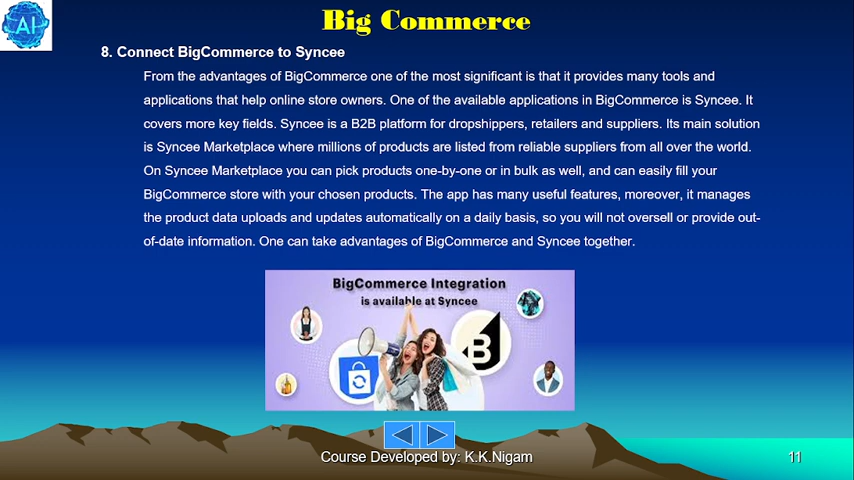 AI
Big Commerce
8. Connect BigCommerce to Syncee
From the advantages of BigCommerce one of the most significant is that it provides many tools and
applications that help online store owners. One of the available applications in BigCommerce is Syncee. It
covers more key fields. Syncee is a B2B platform for dropshippers, retailers and suppliers. Its main solution
is Syncee Marketplace where millions of products are listed from reliable suppliers from all over the world.
On Syncee Marketplace you can pick products one-by-one or in bulk as well, and can easily fill your
BigCommerce store with your chosen products. The app has many useful features, moreover, it manages
the product data uploads and updates automatically on a daily basis, so you will not oversell or provide out-
of-date information. One can take advantages of BigCommerce and Syncee together.
BigCommerce Integration
is available at Syncee
B
Course Developed by: K.K.Nigam
11